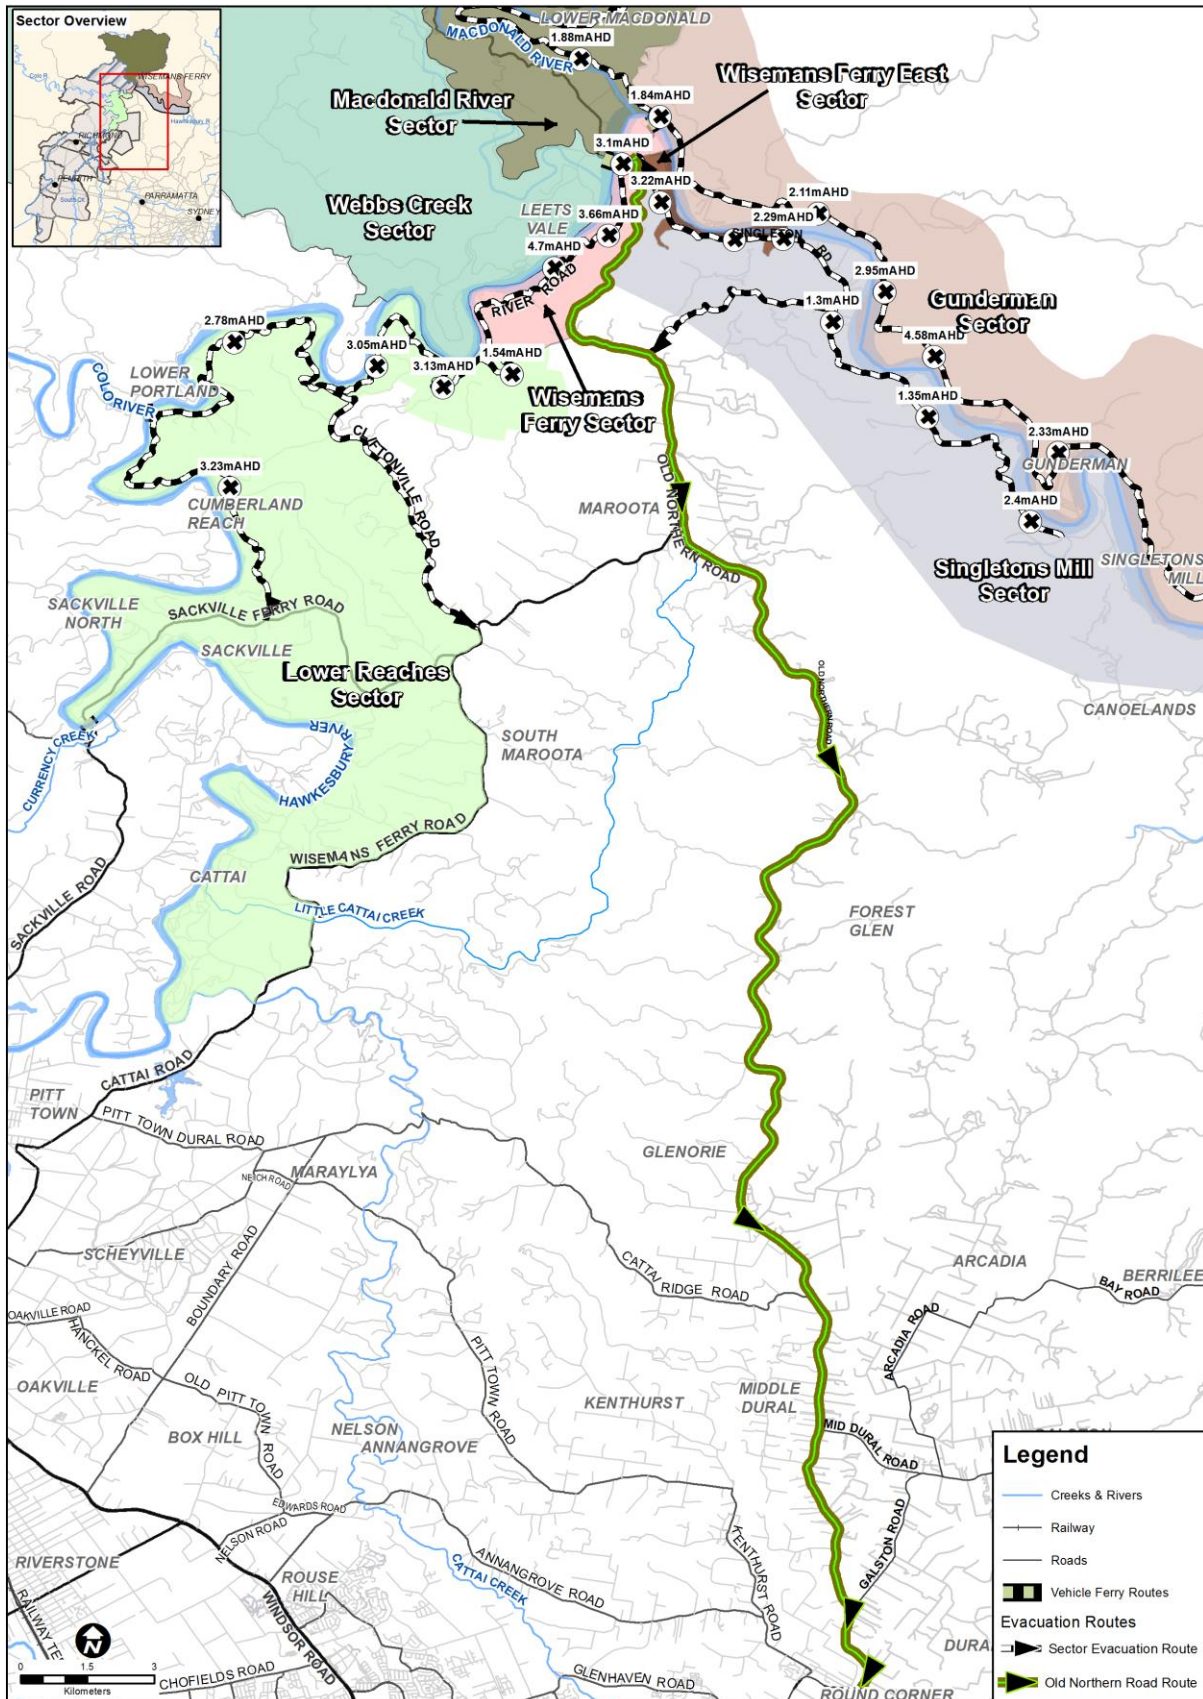 Sector Overview
Colo R
WISEMANS FERRY
Hawkesbury R
RICHMOND
PENRITH
South Ck
PARRAMATTA
SYDNEY
LOWER MACDONALD
1.88mAHD
MACDONALD RIVER
Wisemans Ferry East
Sector
Macdonald River
Sector
1.84mAHD
3.1mAHD
3.22mAHD
2.11mAHD
Webbs Creek
Sector
LEETS
VALE
3.66mAHD
2.29mAHD
SINGLETON
RD
4.7mAHD
RIVER ROAD
2.95mAHD
Gunderman
Sector
1.3mAHD
2.78mAHD
3.05mAHD
1.54mAHD
3.13mAHD
4.58mAHD
LOWER
PORTLAND
COLO RIVER
Wisemans
Ferry Sector
1.35mAHD
CLIFTONVILLE ROAD
2.33mAHD
GUNDERMAN
3.23mAHD
CUMBERLAND
REACH
MAROOTA
OLD NORTHERN ROAD
2.4mAHD
Singletons Mill
Sector
SINGLETONS
MILL
SACKVILLE
NORTH
SACKVILLE FERRY ROAD
SACKVILLE
Lower Reaches
Sector
OLD NORTHERN ROAD
CANOELANDS
CURRENCY CREEK
HAWKESBURY
RIVER
SOUTH
MAROOTA
WISEMANS FERRY ROAD
CATTAI
SACKVILLE ROAD
LITTLE CATTAI CREEK
FOREST
GLEN
CATTAI ROAD
PITT
TOWN
PITT TOWN DURAL ROAD
GLENORIE
NEICH ROAD
MARAYLYA
SCHEYVILLE
BOUNDARY ROAD
CATTAI RIDGE ROAD
ARCADIA
BERRILEE
BAY ROAD
ARCADIA ROAD
OAKVILLE ROAD
HANCKEL ROAD
PITT TOWN ROAD
OAKVILLE
OLD PITT TOWN ROAD
KENTHURST
MIDDLE
DURAL
BOX HILL
NELSON
ANNANGROVE
MID DURAL ROAD
EDWARDS ROAD
NELSON ROAD
KENTHURST ROAD
GALSTON ROAD
RIVERSTONE
ANNANGROVE ROAD
ROUSE
HILL
CATTAI CREEK
WINDSOR ROAD
CHOFIELDS ROAD
GLENHAVEN ROAD
ROUND CORNER
N
0 1.5 3
Kilometers
Legend
Creeks & Rivers
Railway
Roads
Vehicle Ferry Routes
Evacuation Routes
Sector Evacuation Route
Old Northern Road Route